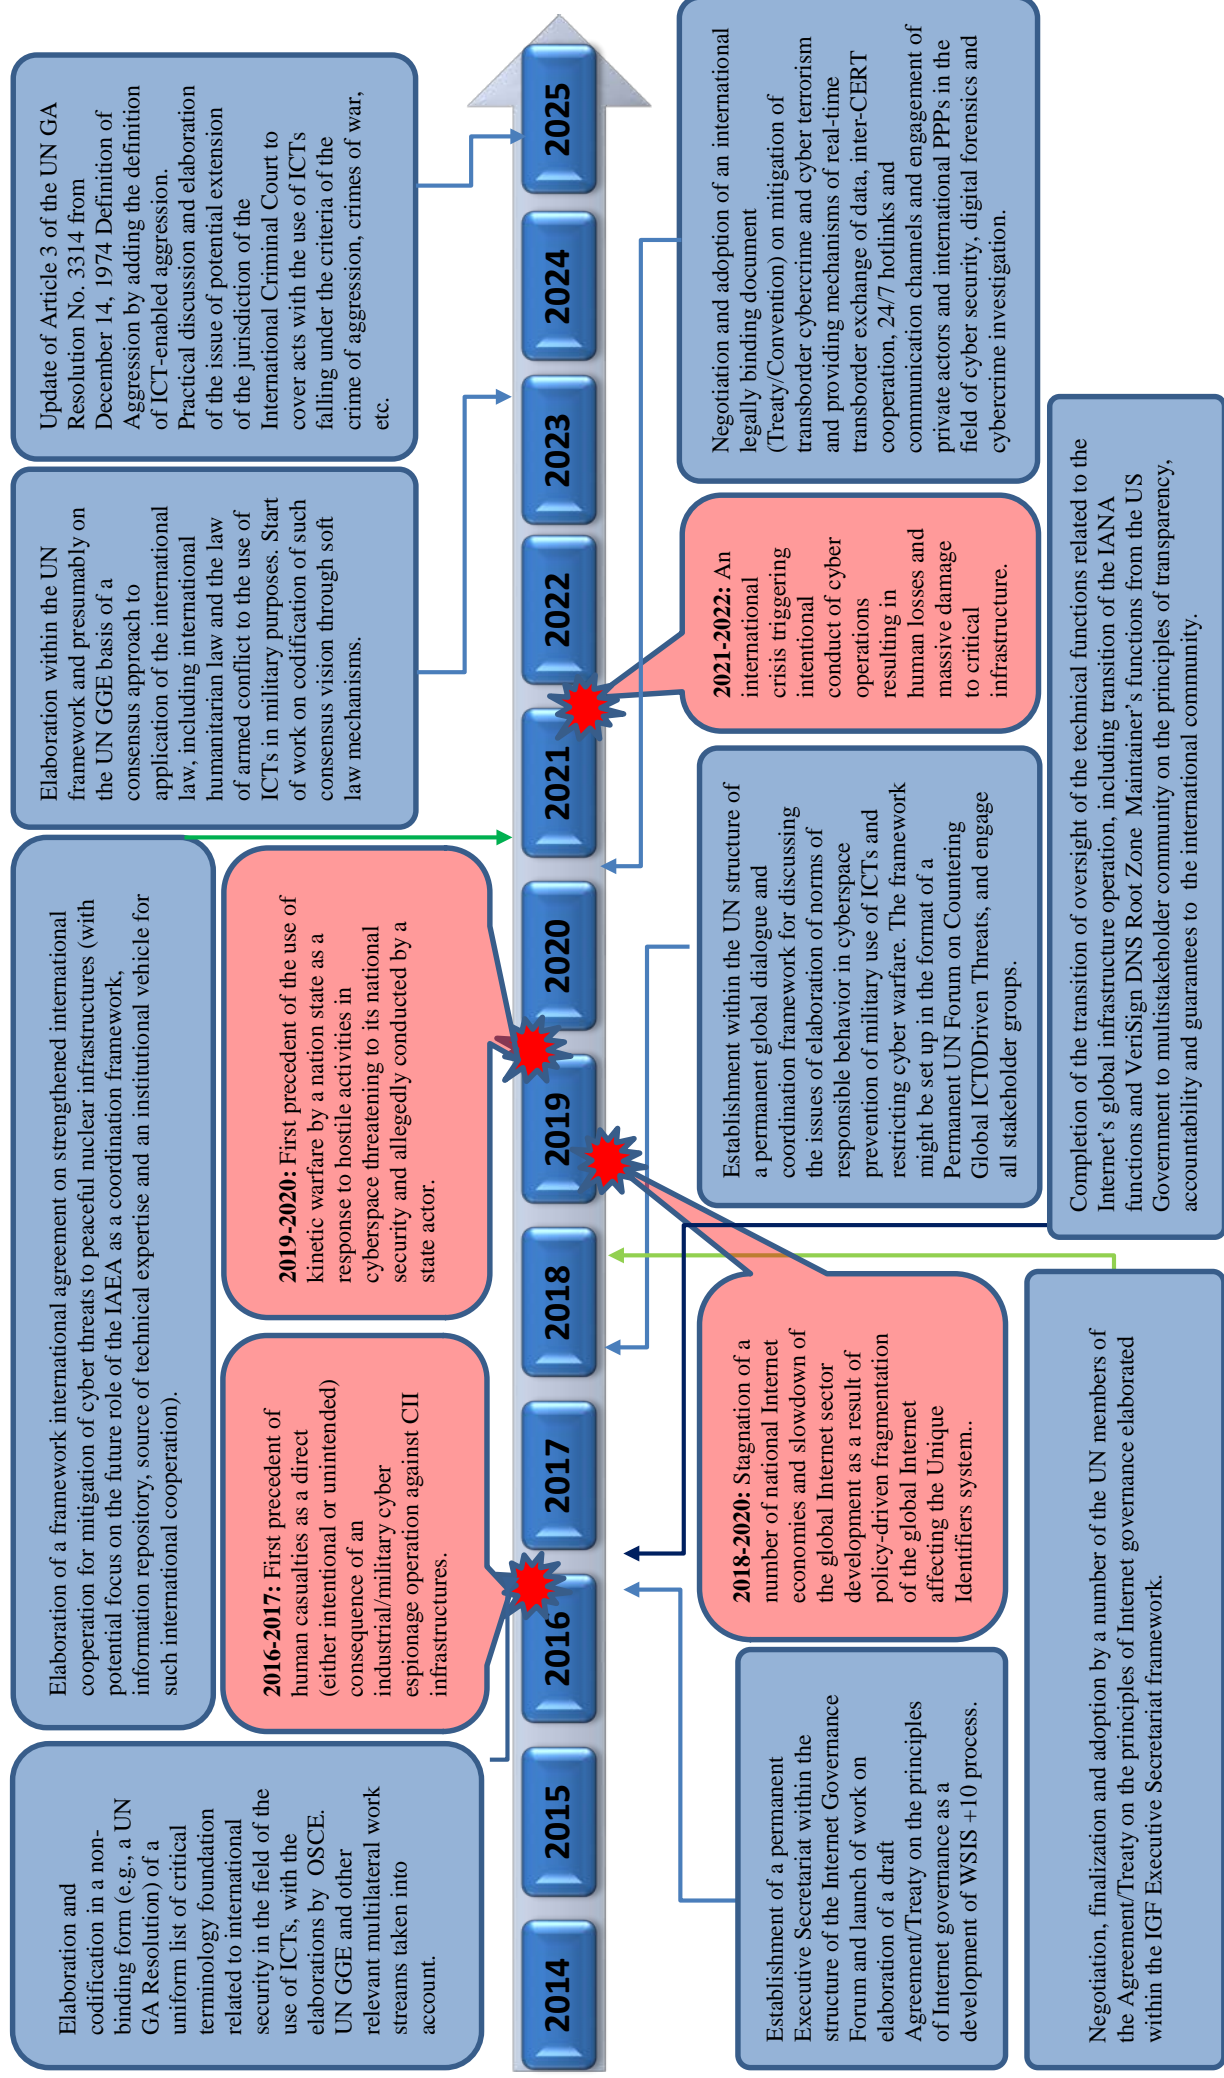 Elaboration and
codification in a non-
binding form (e.g., a UN
GA Resolution) of a
uniform list of critical
terminology foundation
related to international
security in the field of the
use of ICTs, with the
elaborations by OSCE.
UN GGE and other
relevant multilateral work
streams taken into
account.
Elaboration of a framework international agreement on strengthened international
cooperation for mitigation of cyber threats to peaceful nuclear infrastructures (with
potential focus on the future role of the IAEA as a coordination framework,
information repository, source of technical expertise and an institutional vehicle for
such international cooperation).
Elaboration within the UN
framework and presumably on
the UN GGE basis of a
consensus approach to
application of the international
law, including international
humanitarian law and the law
of armed conflict to the use of
ICTs in military purposes. Start
of work on codification of such
consensus vision through soft
law mechanisms.
Update of Article 3 of the UN GA
Resolution No. 3314 from
December 14, 1974 Definition of
Aggression by adding the definition
of ICT-enabled aggression.
Practical discussion and elaboration
of the issue of potential extension
of the jurisdiction of the
International Criminal Court to
cover acts with the use of ICTs
falling under the criteria of the
crime of aggression, crimes of war,
etc.
2016-2017: First precedent of
human casualties as a direct
(either intentional or unintended)
consequence of an
industrial/military cyber
espionage operation against CII
infrastructures.
2019-2020: First precedent of the use of
kinetic warfare by a nation state as a
response to hostile activities in
cyberspace threatening to its national
security and allegedly conducted by a
state actor.
2014
2015
2016
2017
2018
2019
2020
2021
2022
2023
2024
2025
Establishment of a permanent
Executive Secretariat within the
structure of the Internet Governance
Forum and launch of work on
elaboration of a draft
Agreement/Treaty on the principles
of Internet governance as a
development of WSIS +10 process.
2018-2020: Stagnation of a
number of national Internet
economies and slowdown of
the global Internet sector
development as a result of
policy-driven fragmentation
of the global Internet
affecting the Unique
Identifiers system..
Establishment within the UN structure of
a permanent global dialogue and
coordination framework for discussing
the issues of elaboration of norms of
responsible behavior in cyberspace
prevention of military use of ICTs and
restricting cyber warfare. The framework
might be set up in the format of a
Permanent UN Forum on Countering
Global ICT0Driven Threats, and engage
all stakeholder groups.
2021-2022: An
international
crisis triggering
intentional
conduct of cyber
operations
resulting in
human losses and
massive damage
to critical
infrastructure.
Negotiation and adoption of an international
legally binding document
(Treaty/Convention) on mitigation of
transborder cybercrime and cyber terrorism
and providing mechanisms of real-time
transborder exchange of data, inter-CERT
cooperation, 24/7 hotlinks and
communication channels and engagement of
private actors and international PPPs in the
field of cyber security, digital forensics and
cybercrime investigation.
Negotiation, finalization and adoption by a number of the UN members of
the Agreement/Treaty on the principles of Internet governance elaborated
within the IGF Executive Secretariat framework.
Completion of the transition of oversight of the technical functions related to the
Internet’s global infrastructure operation, including transition of the IANA
functions and VeriSign DNS Root Zone Maintainer’s functions from the US
Government to multistakeholder community on the principles of transparency,
accountability and guarantees to the international community.